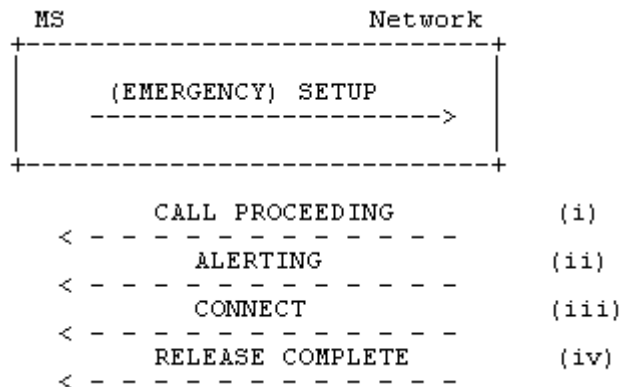 MS Network
(EMERGENCY) SETUP
CALL PROCEEDING (i)
ALERTING (ii)
CONNECT (iii)
RELEASE COMPLETE (iv)